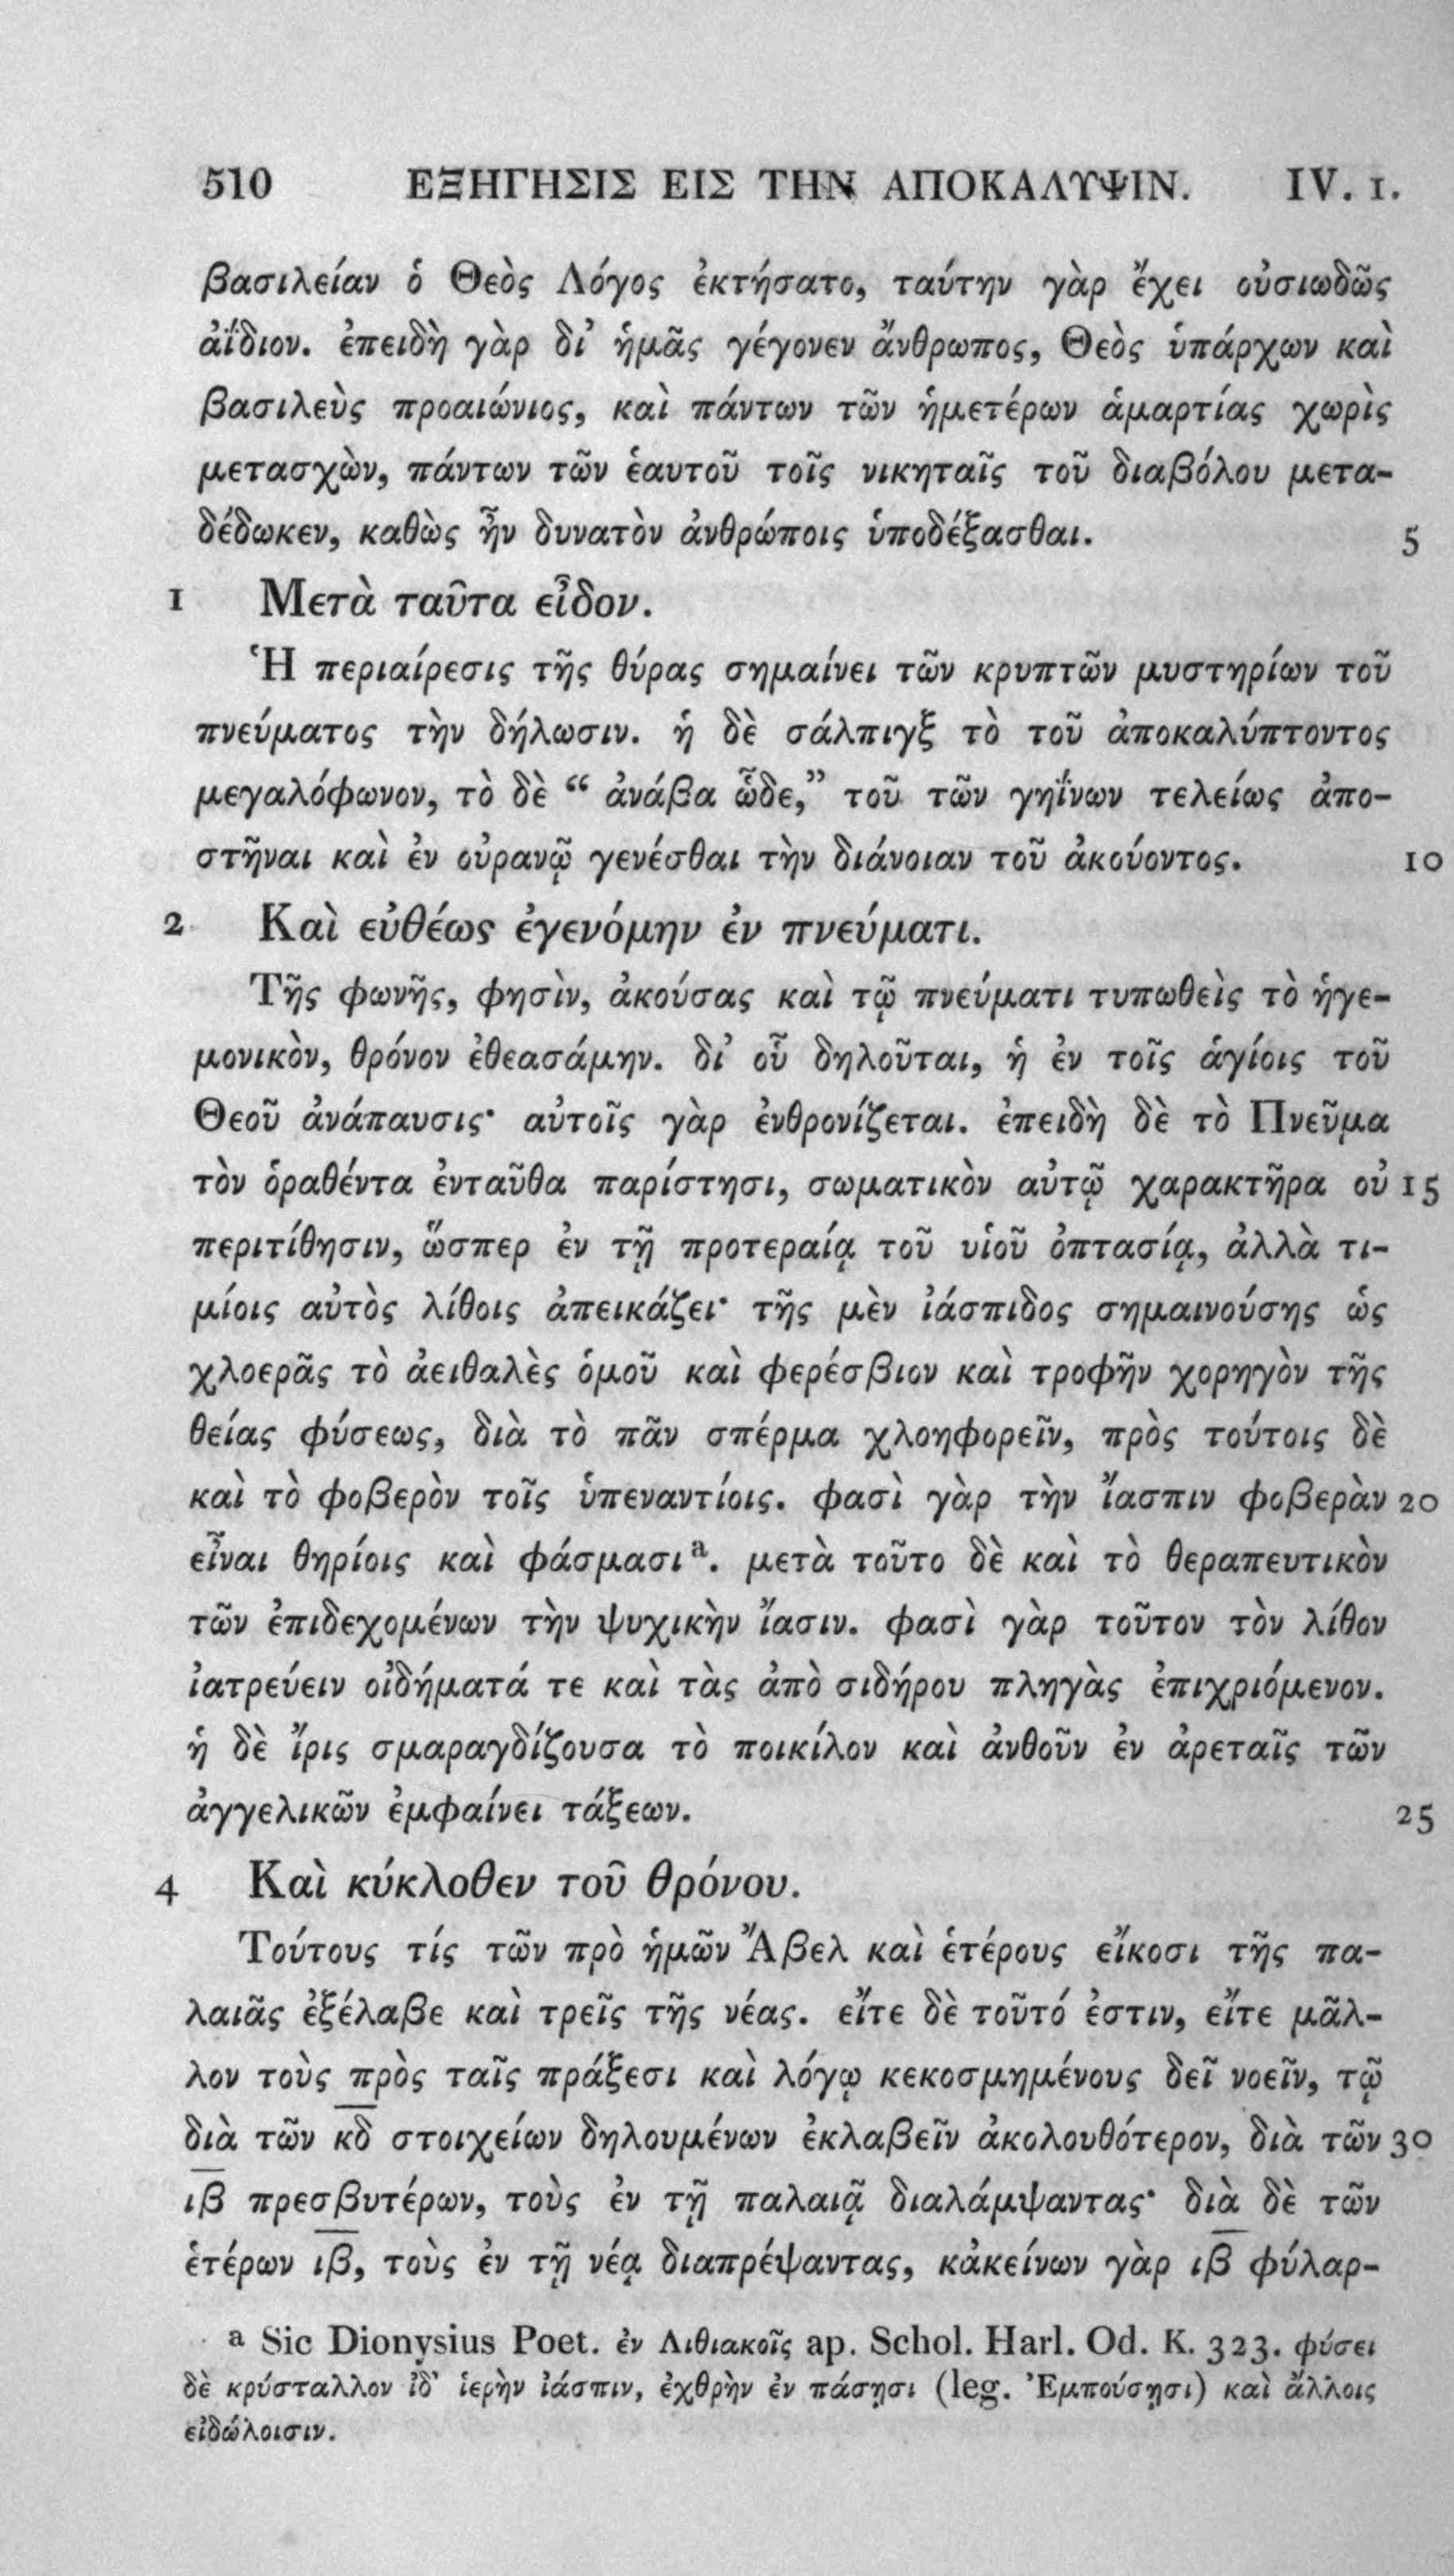 510 ΕΞΗΓΗΣΙΣ ΕΙΣ ΤΗΝ ΑΠΟΚΑΛΥΨΙΝ. IV. 1.
βασιλείαν ὁ Θεὸς Λόγος ἐκτήσατο, ταύτην γὰρ ἔχει οὐσιωδῶς
ἀΐδιον. ἐπειδὴ γὰρ δι’ ἡμᾶς γέγονεν ἄνθρωπος, Θεὸς ὑπάρχων καὶ
βασιλεὺς προαιώνιος, καὶ πάντων τῶν ἡμετέρων ἁμαρτίας χωρὶς
μετασχὼν, πάντων τῶν ἑαυτοῦ τοῖς νικηταῖς τοῦ διαβόλου μετα-
δέδωκεν, καθὼς ἦν δυνατὸν ἀνθρώποις ὑποδέξασθαι. 5
1 Μετὰ ταῦτα εἶδον.
Ἡ περιαίρεσις τῆς θύρας σημαίνει τῶν κρυπτῶν μυστηρίων τοῦ
πνεύματος τὴν δήλωσιν. ἡ δὲ σάλπιγξ τὸ τοῦ ἀποκαλύπτοντος
μεγαλόφωνον, τὸ δὲ “ ἀνάβα ὧδε,” τοῦ τῶν γηΐνων τελείως ἀπο-
στῆναι καὶ ἐν οὐρανῷ γενέσθαι τὴν διάνοιαν τοῦ ἀκούοντος. 10
2 Καὶ εὐθέως ἐγενόμην ἐν πνεύματι.
Τῆς φωνῆς, φησὶν, ἀκούσας καὶ τῷ πνεύματι τυπωθεὶς τὸ ἡγε-
μονικὸν, θρόνον ἐθεασάμην. δι’ οὗ δηλοῦται, ἡ ἐν τοῖς ἁγίοις τοῦ
Θεοῦ ἀνάπαυσις· αὐτοῖς γὰρ ἐνθρονίζεται. ἐπειδὴ δὲ τὸ Πνεῦμα
τὸν ὁραθέντα ἐνταῦθα παρίστησι, σωματικὸν αὐτῷ χαρακτῆρα οὐ 15
περιτίθησιν, ὥσπερ ἐν τῇ προτεραίᾳ τοῦ υἱοῦ ὀπτασίᾳ, ἀλλὰ τι-
μίοις αὐτὸς λίθοις ἀπεικάζει· τῆς μὲν ἰάσπιδος σημαινούσης ὡς
χλοερᾶς τὸ ἀειθαλὲς ὁμοῦ καὶ φερέσβιον καὶ τροφῆν χορηγὸν τῆς
θείας φύσεως, διὰ τὸ πᾶν σπέρμα χλοηφορεῖν, πρὸς τούτοις δὲ
καὶ τὸ φοβερὸν τοῖς ὑπεναντίοις. φασὶ γὰρ τὴν ἴασπιν φοβερὰν 20
εἶναι θηρίοις καὶ φάσμασι a. μετὰ τοῦτο δὲ καὶ τὸ θεραπευτικὸν
τῶν ἐπιδεχομένων τὴν ψυχικὴν ἴασιν. φασὶ γὰρ τοῦτον τὸν λίθον
ἰατρεύειν οἰδήματά τε καὶ τὰς ἀπὸ σιδήρου πληγὰς ἐπιχριόμενον.
ἡ δὲ ἶρις σμαραγδίζουσα τὸ ποικίλον καὶ ἀνθοῦν ἐν ἀρεταῖς τῶν
ἀγγελικῶν ἐμφαίνει τάξεων. 25
4 Καὶ κύκλοθεν τοῦ θρόνου.
Τούτους τίς τῶν πρὸ ἡμῶν Ἄβελ καὶ ἑτέρους εἴκοσι τῆς πα-
λαιᾶς ἐξέλαβε καὶ τρεῖς τῆς νέας. εἴτε δὲ τοῦτό ἐστιν, εἴτε μᾶλ-
λον τοὺς πρὸς ταῖς πράξεσι καὶ λόγῳ κεκοσμημένους δεῖ νοεῖν, τῷ
διὰ τῶν κ̅δ̅ στοιχείων δηλουμένων ἐκλαβεῖν ἀκολουθότερον, διὰ τῶν 30
ι̅β̅ πρεσβυτέρων, τοὺς ἐν τῇ παλαιᾷ διαλάμψαντας· διὰ δὲ τῶν
ἑτέρων ι̅β̅, τοὺς ἐν τῇ νέᾳ διαπρέψαντας, κἀκείνων γὰρ ι̅β̅ φύλαρ-
a Sic Dionysius Poet. ἐν Λιθιακοῖς ap. Schol. Harl. Od. K. 323. φύσει
δὲ κρύσταλλον ἰδ’ ἱερὴν ἰάσπιν, ἐχθρὴν ἐν πάσῃσι (leg. Ἐμπούσῃσι) καὶ ἄλλοις
εἰδώλοισιν.